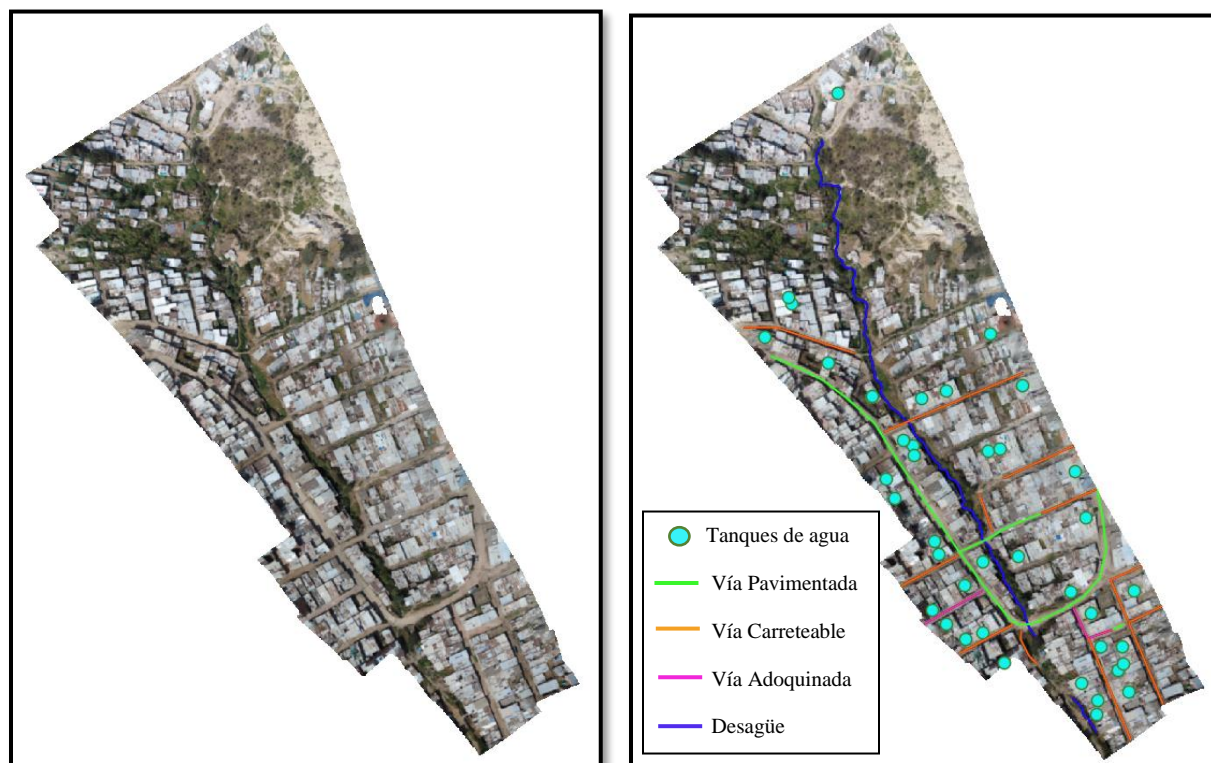 Tanques de agua
Vía Pavimentada
Vía Carreteable
Vía Adoquinada
Desagüe